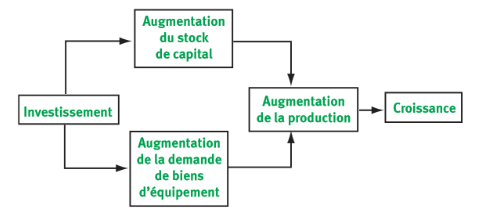 Augmentation
du stock
de capital
Investissement
Augmentation
de la demande
de biens
d'équipement
Augmentation
de la production
Croissance